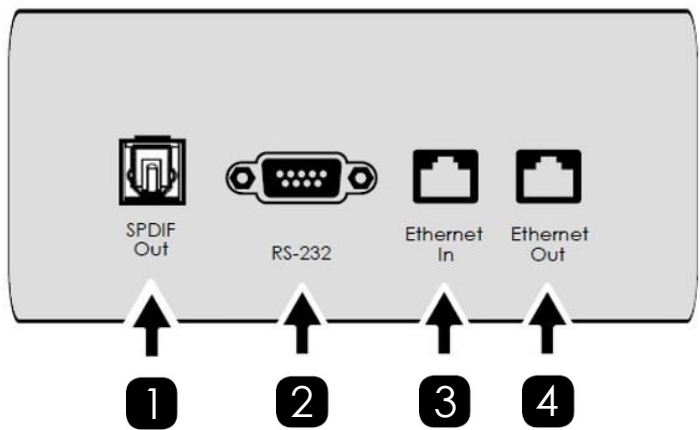 SPDIF
Out
RS-232
Ethernet
In
Ethernet
Out
1
2
3
4